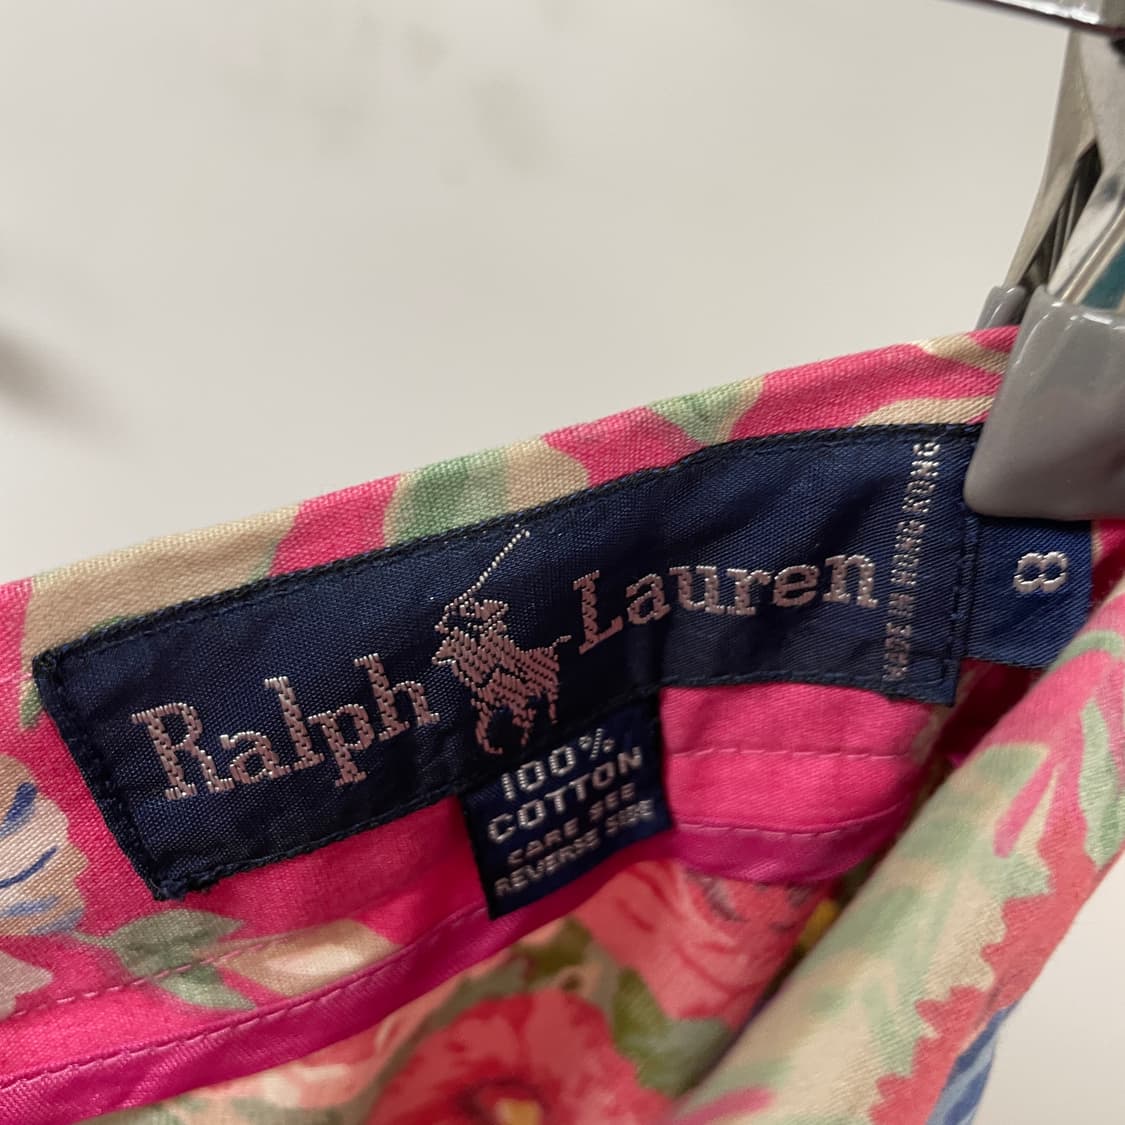 Ralph Lauren
MADE IN HONG KONG
8
100%
COTTON
CARE SEE
REVERSE SIDE